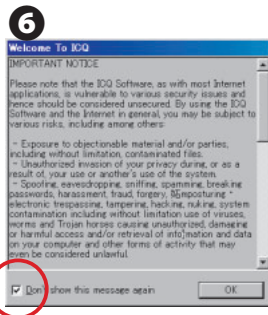 6
Welcome To ICQ
IMPORTANT NOTICE
Please note that the ICQ Software, as with most Internet
applications, is vulnerable to various security issues and
hence should be considered unsecured. By using the ICQ
Software and the Internet in general, you may be subject to
various risks, including among others:
- Exposure to objectionable material and/or parties,
including without limitation, contaminated files.
- Unauthorized invasion of your privacy during, or as a
result of, your use or another's use of the system.
- Spoofing, eavesdropping, sniffing, spamming, breaking
passwords, harassment, fraud, forgery,
electronic trespassing, tampering, hacking, nuking, system
contamination including without limitation use of viruses,
worms and Trojan horses causing unauthorized, damaging
or harmful access and/or retrieval of information and data
on your computer and other forms of activity that may
even be considered unlawful.
Don't show this message again
OK